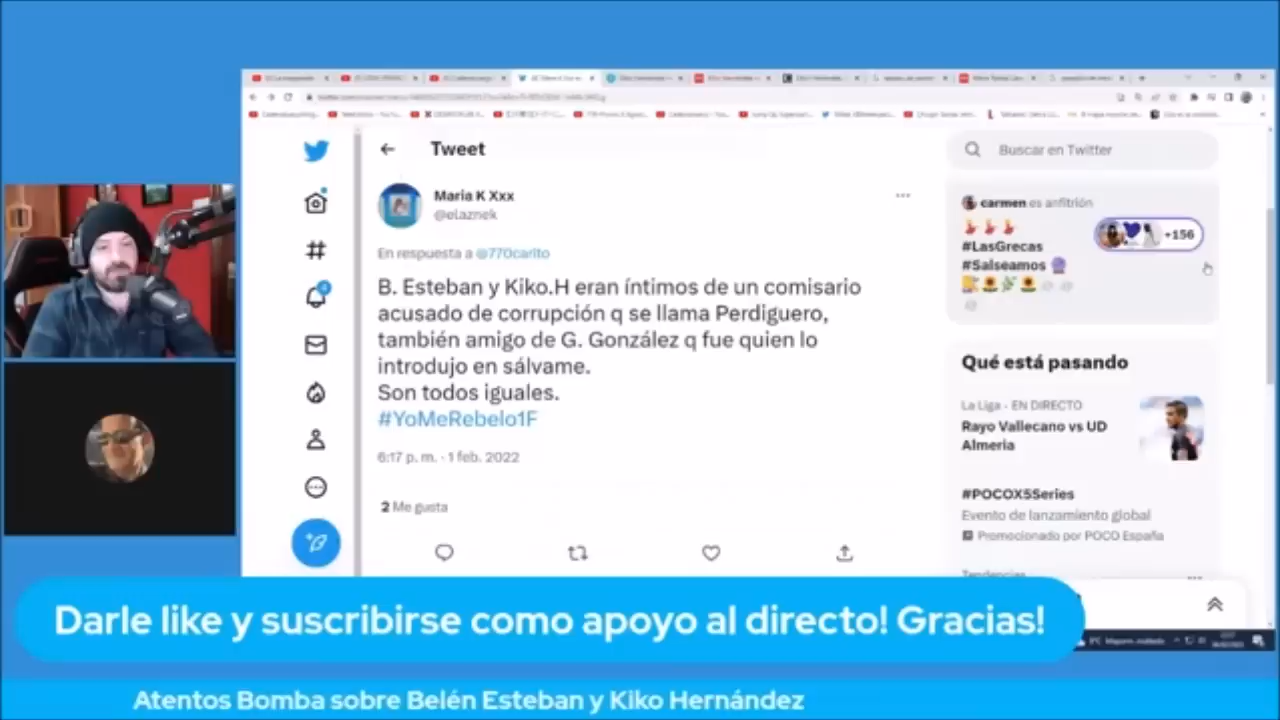 Tweet
Buscar en Twitter
Maria K Xxx
@elaznek
En respuesta a @770carlto
B. Esteban y Kiko.H eran íntimos de un comisario
acusado de corrupción q se llama Perdiguero,
también amigo de G. González q fue quien lo
introdujo en sálvame.
Son todos iguales.
#YoMeRebelo1F
6:17 p. m. · 1 feb. 2022
2 Me gusta
carmen es anfitrión
#LasGrecas
#Salseamos
+156
Qué está pasando
La Liga · EN DIRECTO
Rayo Vallecano vs UD
Almeria
#POCOX5Series
Evento de lanzamiento global
Promocionado por POCO España
Tendencias
Darle like y suscribirse como apoyo al directo! Gracias!
Atentos Bomba sobre Belén Esteban y Kiko Hernández